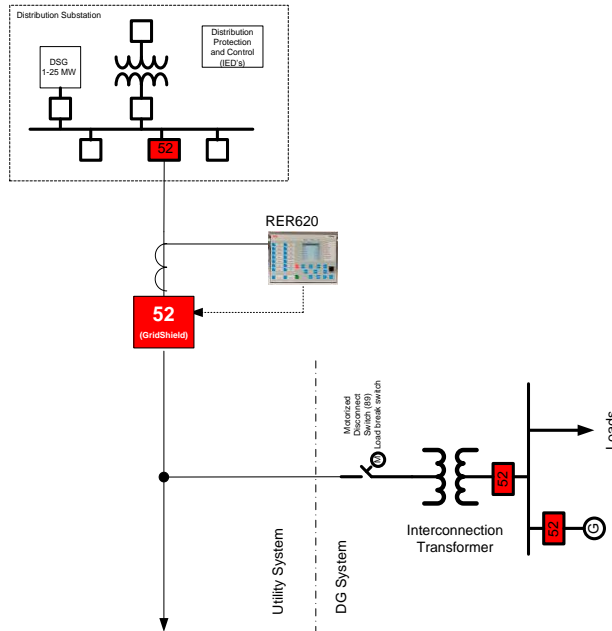 Distribution Substation
DSG
1-25 MW
Distribution
Protection
and Control
(IED's)
52
RER620
52
(GridShield)
Motorized
Disconnect
Switch (89)
Load break switch
M
52
Loads
52
G
Interconnection
Transformer
Utility System
DG System